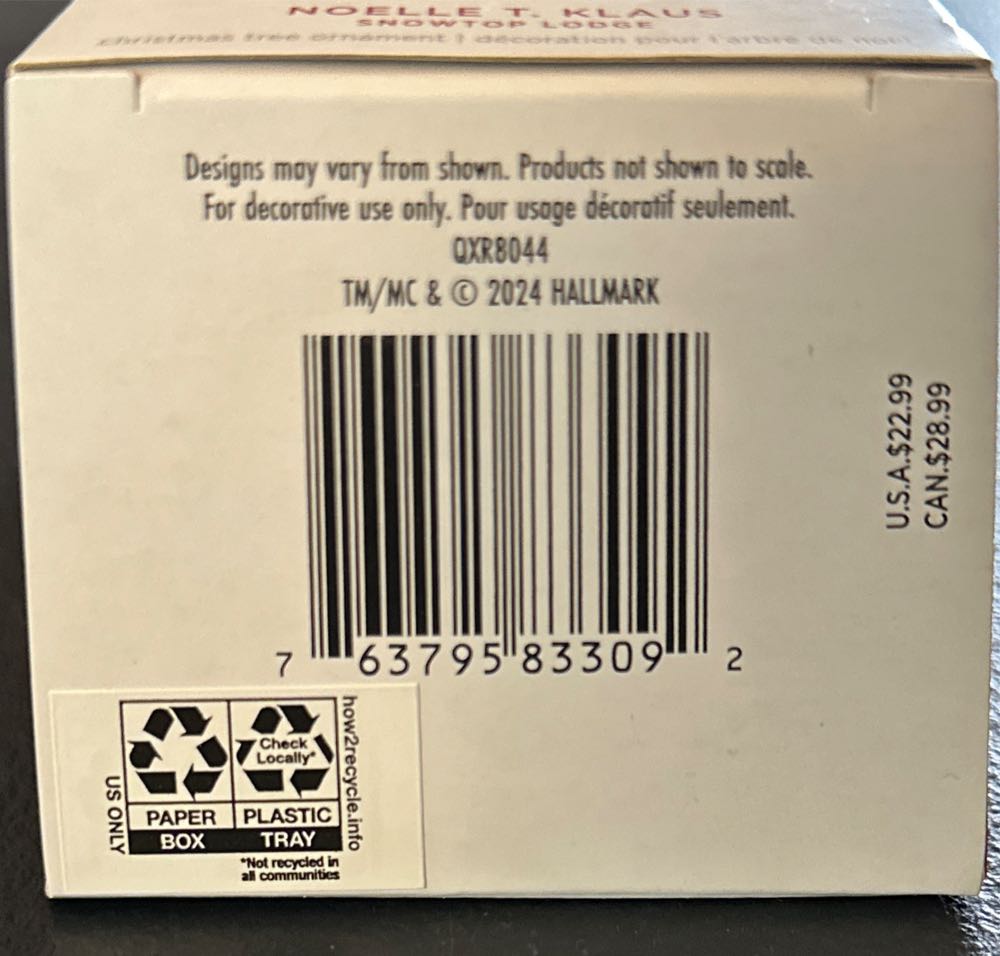 NOELLE T. KLAUS
SNOWTOP LODGE
christmas tree ornament | décoration pour l'arbre de noël
Designs may vary from shown. Products not shown to scale.
For decorative use only. Pour usage décoratif seulement.
QXR8044
TM/MC & © 2024 HALLMARK
U.S.A.$22.99
CAN.$28.99
7 63795 83309 2
US ONLY
Check
Locally*
how2recycle.info
PAPER PLASTIC
BOX TRAY
*Not recycled in
all communities